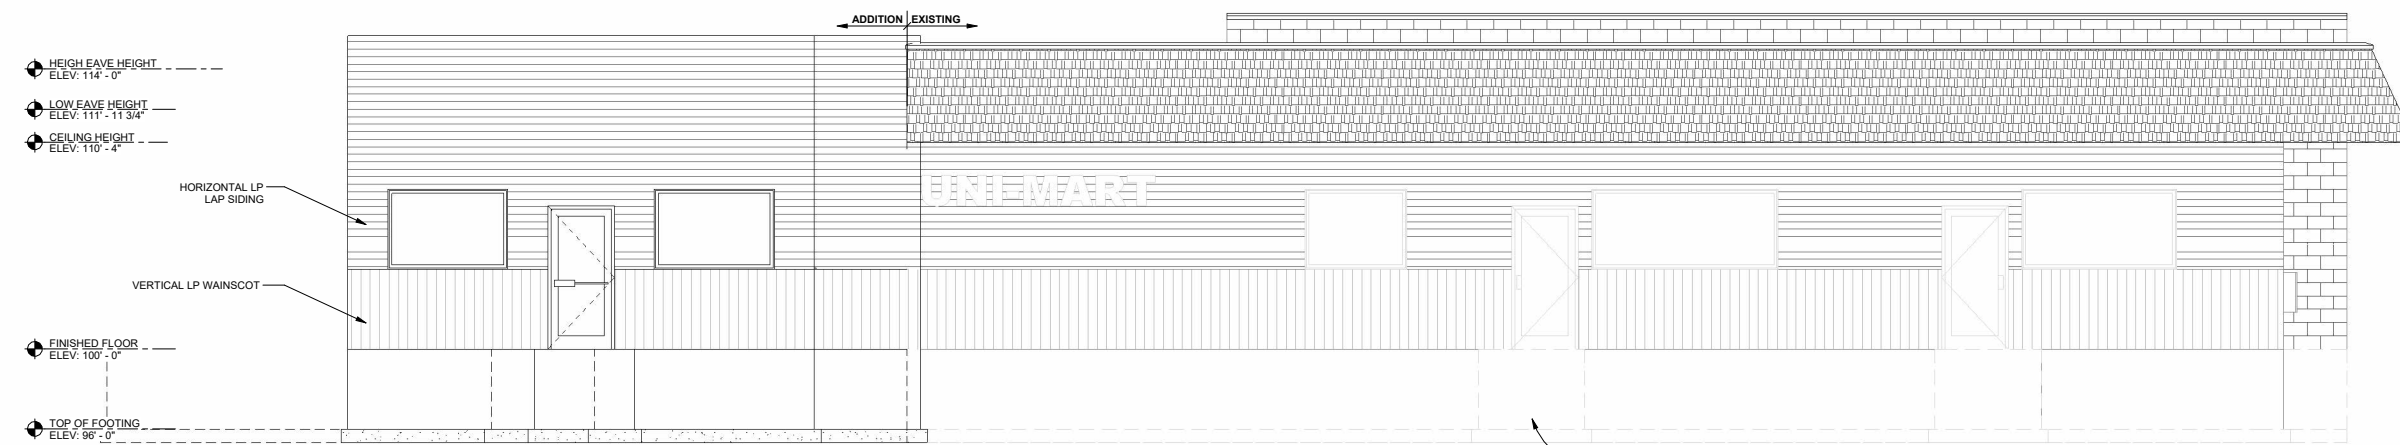 ADDITION EXISTING
HEIGH EAVE HEIGHT
ELEV: 114' - 0"
LOW EAVE HEIGHT
ELEV: 111' - 11 3/4"
CEILING HEIGHT
ELEV: 110' - 4"
HORIZONTAL LP
LAP SIDING
UNI-MART
VERTICAL LP WAINSCOT
FINISHED FLOOR
ELEV: 100' - 0"
TOP OF FOOTING
ELEV: 96' - 0"